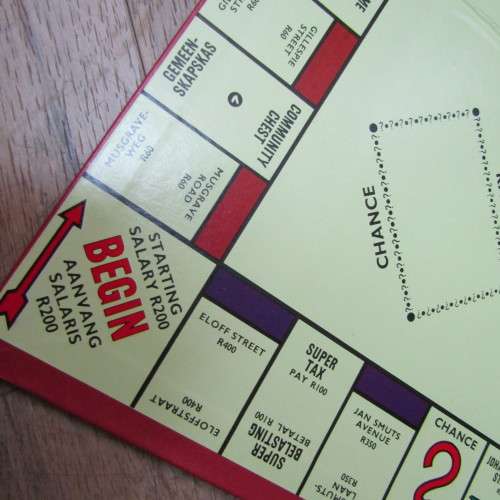 R60
GILLESPIE
STREET
R60
GEMEEN-
SKAPSKAS
COMMUNITY
CHEST
MUSGRAVE-
WEG
R60
MUSGRAVE
ROAD
R60
STARTING
SALARY R200
BEGIN
AANVANG
SALARIS
R200
ELOFF STREET
R400
R400
ELOFFSTRAAT
SUPER
TAX
PAY R100
BETAAL R100
SUPER
BELASTING
JAN SMUTS
AVENUE
R350
R350
LAAN
CHANCE
?
CHANCE